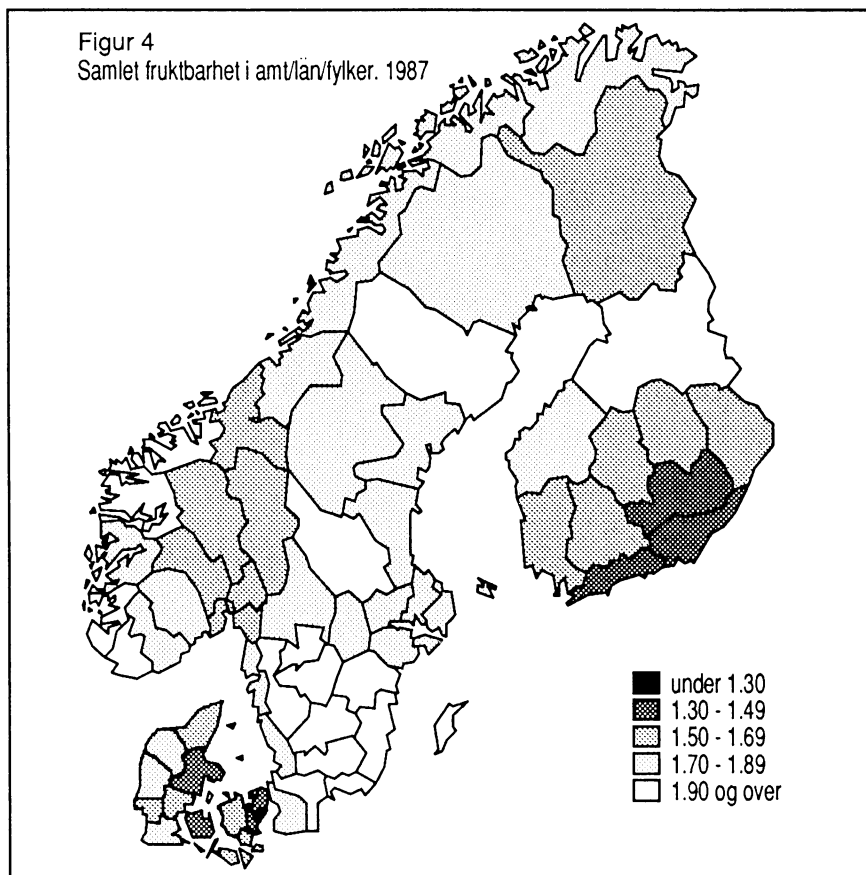 Figur 4
Samlet fruktbarhet i amt/län/fylker. 1987
under 1.30
1.30 - 1.49
1.50 - 1.69
1.70 - 1.89
1.90 og over